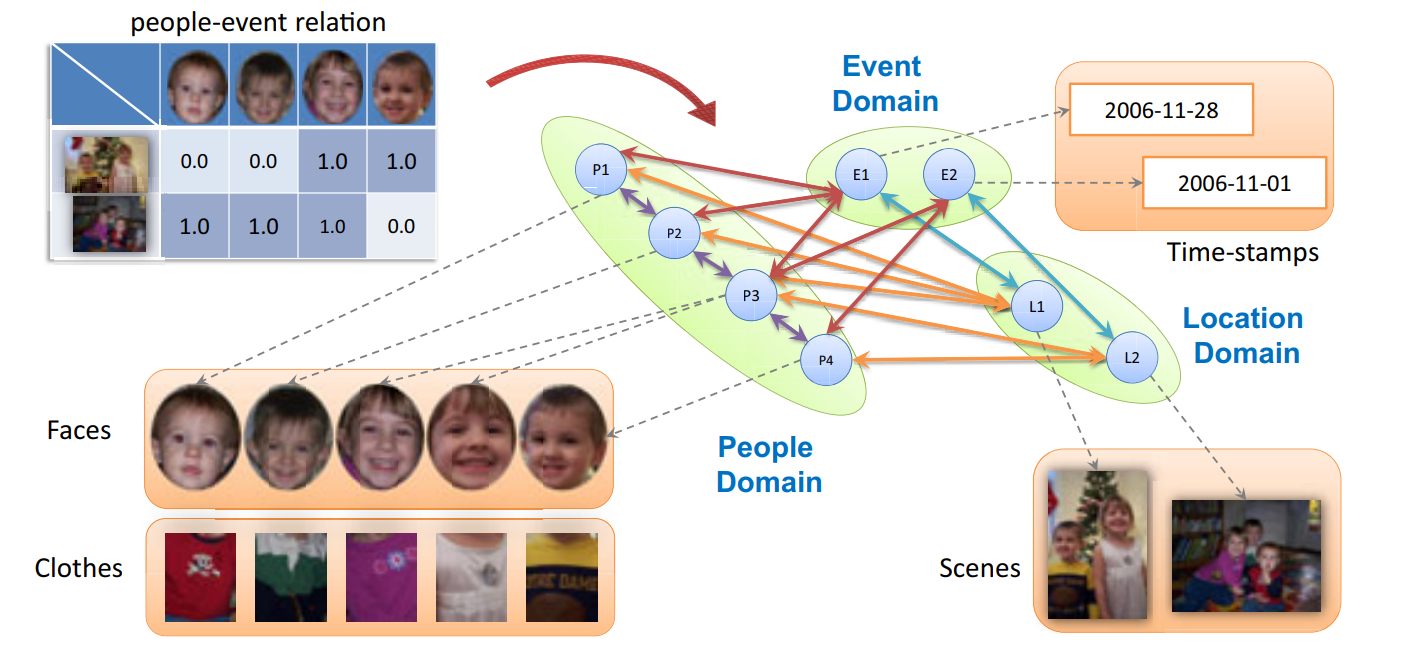 people-event relation
0.0 0.0 1.0 1.0
1.0 1.0 1.0 0.0
Event
Domain
2006-11-28
2006-11-01
Time-stamps
P1
P2
P3
P4
E1
E2
L1
L2
Location
Domain
People
Domain
Faces
Clothes
DAME
Scenes